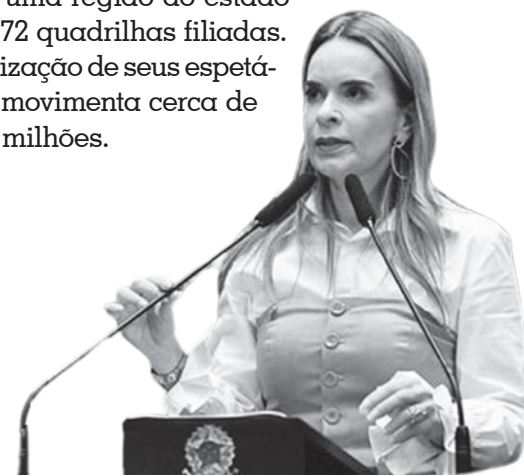 uma região do estado
72 quadrilhas filiadas.
ização de seus espetá-
movimenta cerca de
milhões.